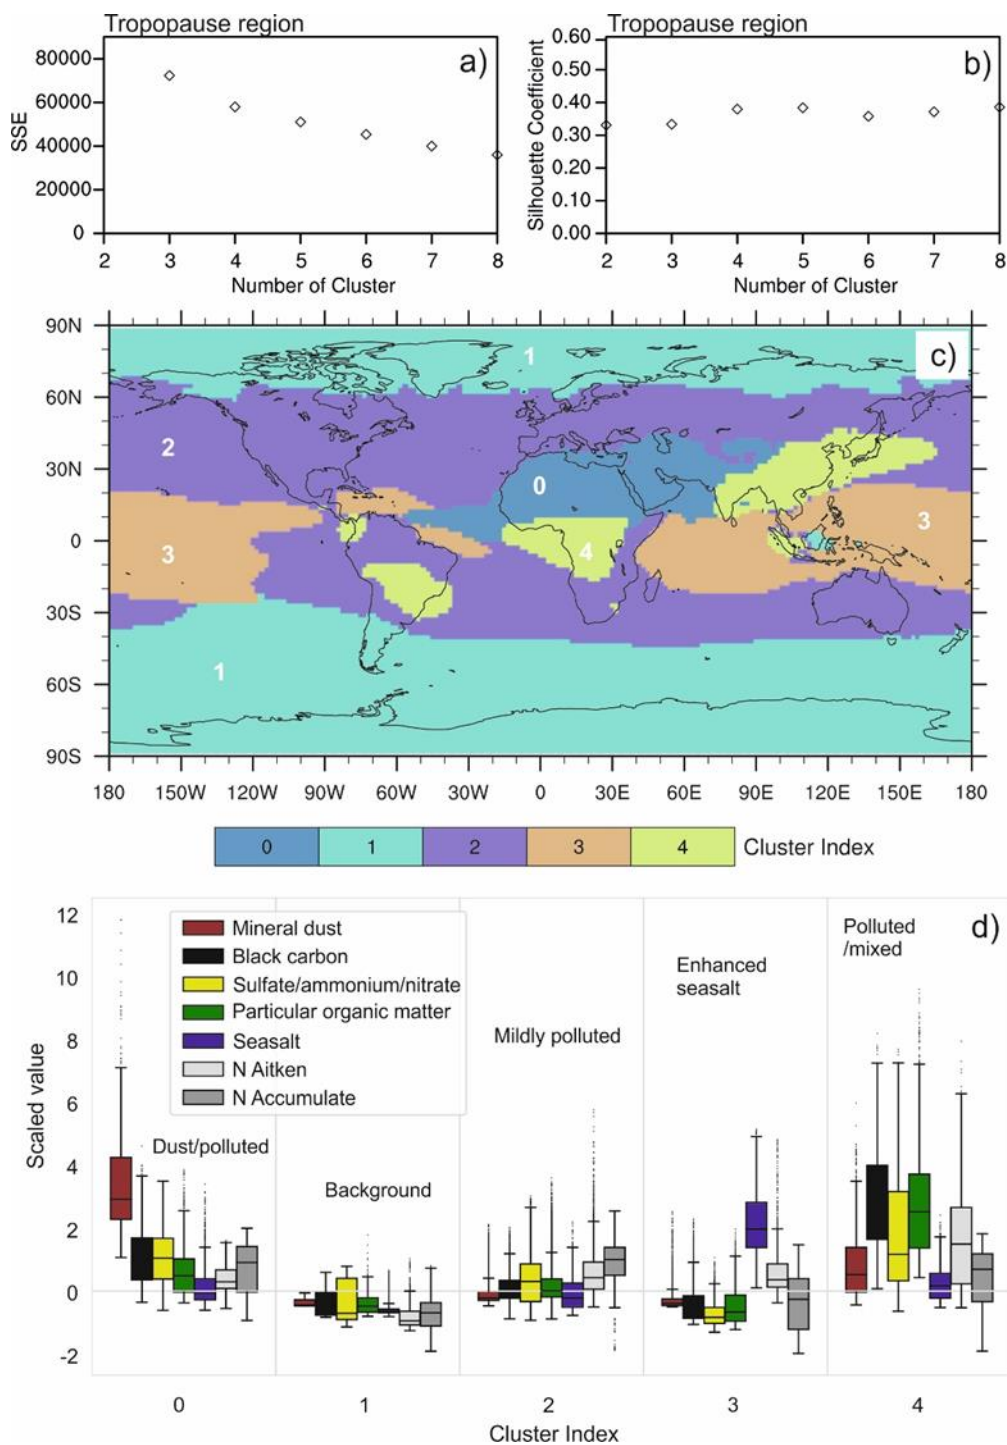 Tropopause region
Tropopause region
a)
80000
60000
40000
20000
0
SSE
2 3 4 5 6 7 8
Number of Cluster
b)
0.60
0.50
0.40
0.30
0.20
0.10
0.00
Silhouette Coefficient
2 3 4 5 6 7 8
Number of Cluster
c)
90N
60N
30N
0
30S
60S
90S
1
2
0
3
4
3
1
180 150W 120W 90W 60W 30W 0 30E 60E 90E 120E 150E 180
0 1 2 3 4 Cluster Index
d)
12
10
8
6
4
2
0
-2
Scaled value
Mineral dust
Black carbon
Sulfate/ammonium/nitrate
Particular organic matter
Seasalt
N Aitken
N Accumulate
Dust/polluted
Background
Mildly polluted
Enhanced
seasalt
Polluted
/mixed
0 1 2 3 4
Cluster Index